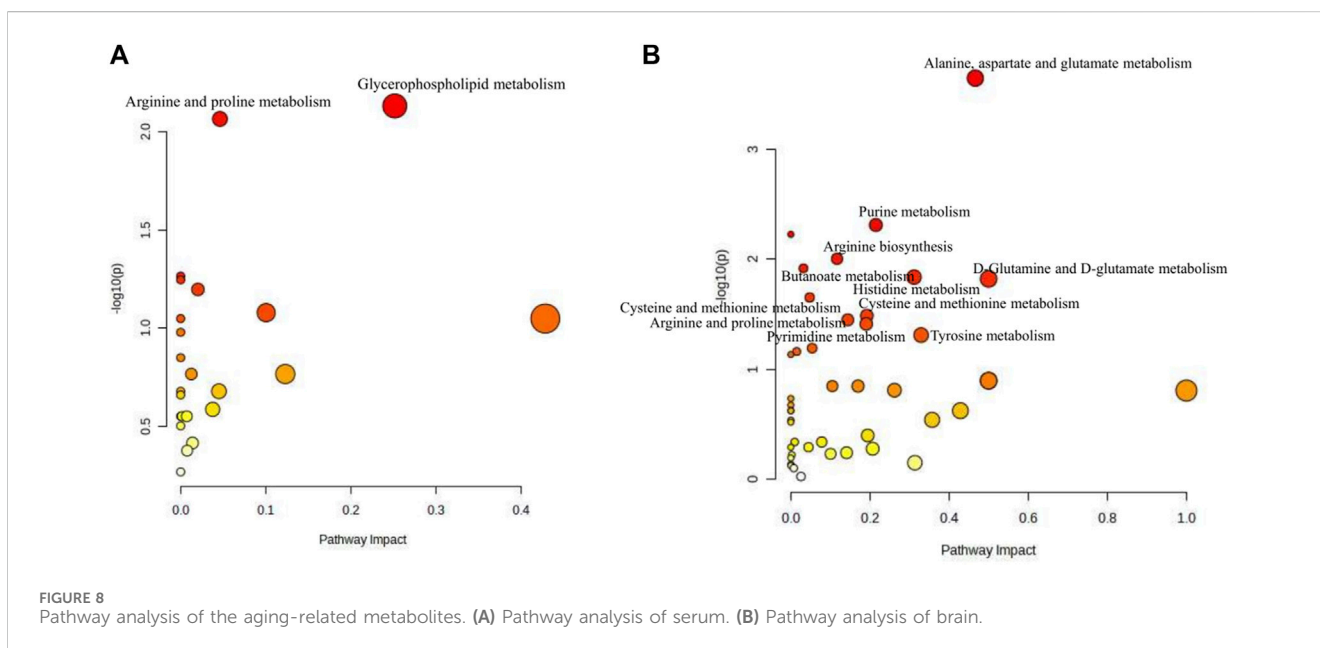 A
Glycerophospholipid metabolism
Arginine and proline metabolism
2.0
1.5
1.0
0.5
-log10(p)
0.0 0.1 0.2 0.3 0.4
Pathway Impact
B
Alanine, aspartate and glutamate metabolism
Purine metabolism
Arginine biosynthesis
D-Glutamine and D-glutamate metabolism
Butanoate metabolism
Histidine metabolism
Cysteine and methionine metabolism
Cysteine and methionine metabolism
Arginine and proline metabolism
Pyrimidine metabolism
Tyrosine metabolism
3
2
1
0
-log10(p)
0.0 0.2 0.4 0.6 0.8 1.0
Pathway Impact
FIGURE 8
Pathway analysis of the aging-related metabolites. (A) Pathway analysis of serum. (B) Pathway analysis of brain.